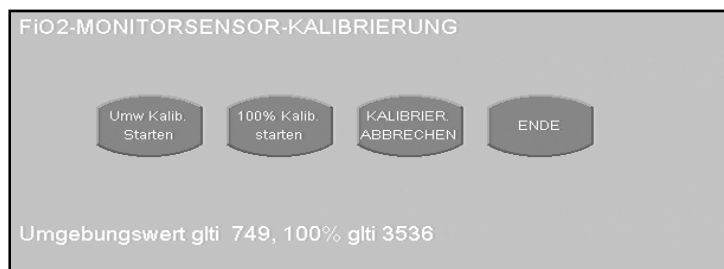 FiO2-MONITORSENSOR-KALIBRIERUNG
Umw Kalib.
Starten
100% Kalib.
starten
KALIBRIER.
ABBRECHEN
ENDE
Umgebungswert glti 749, 100% glti 3536